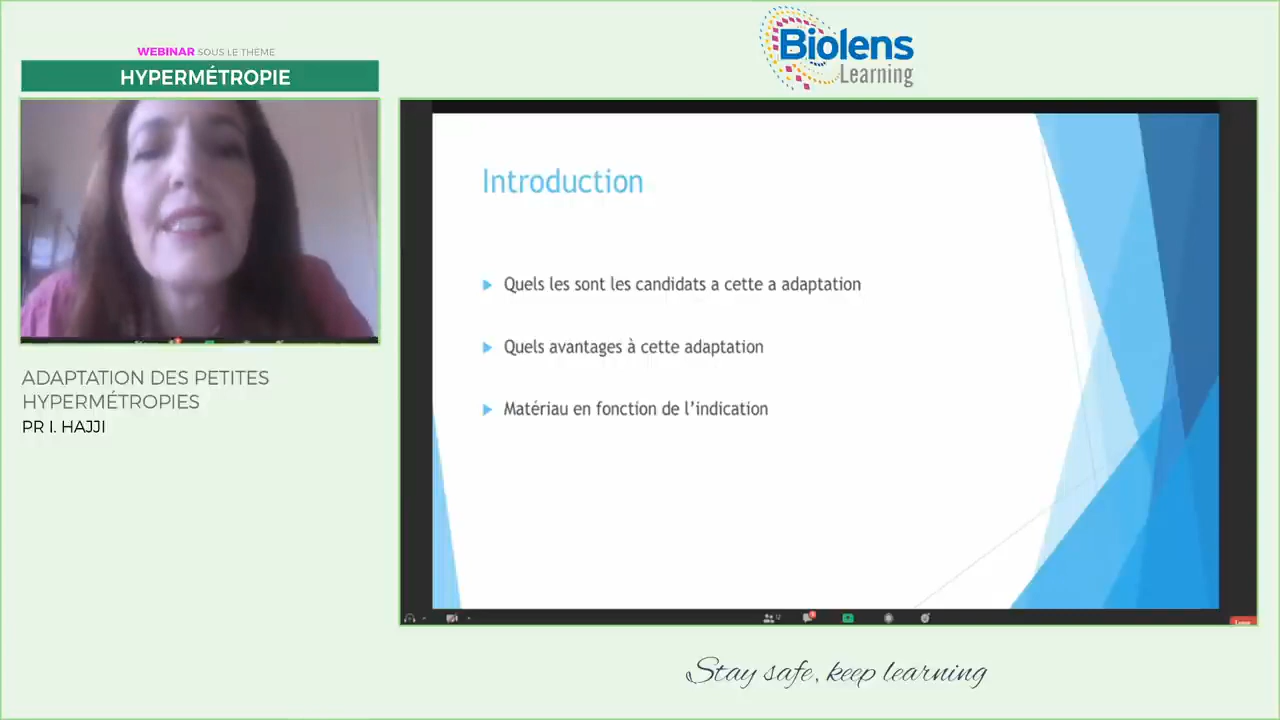 WEBINAR SOUS LE THÈME
HYPERMÉTROPIE
Biolens
Learning
Introduction
Quels les sont les candidats a cette a adaptation
Quels avantages à cette adaptation
Matériau en fonction de l'indication
ADAPTATION DES PETITES
HYPERMÉTROPIES
PR I. HAJJI
Stay safe, keep learning